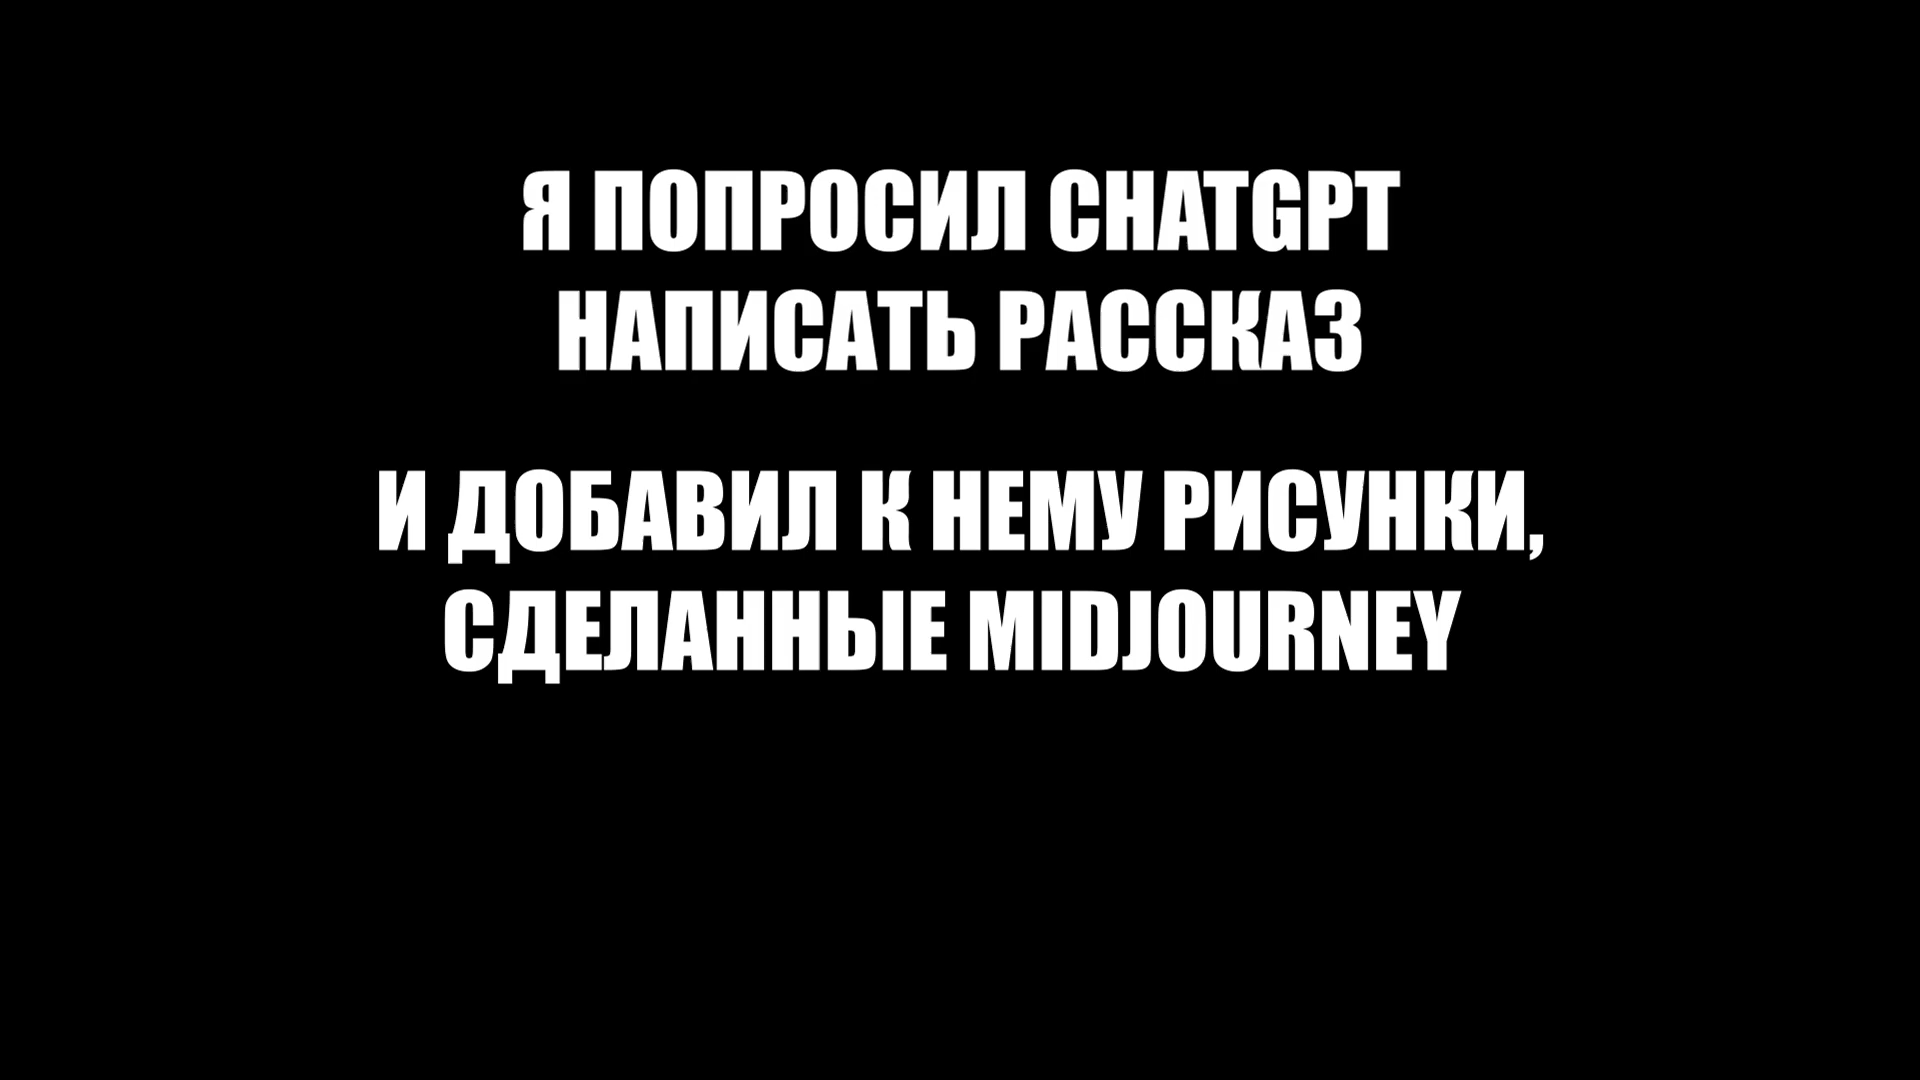 Я ПОПРОСИЛ CHATGPT
НАПИСАТЬ РАССКАЗ
И ДОБАВИЛ К НЕМУ РИСУНКИ,
СДЕЛАННЫЕ MIDJOURNEY